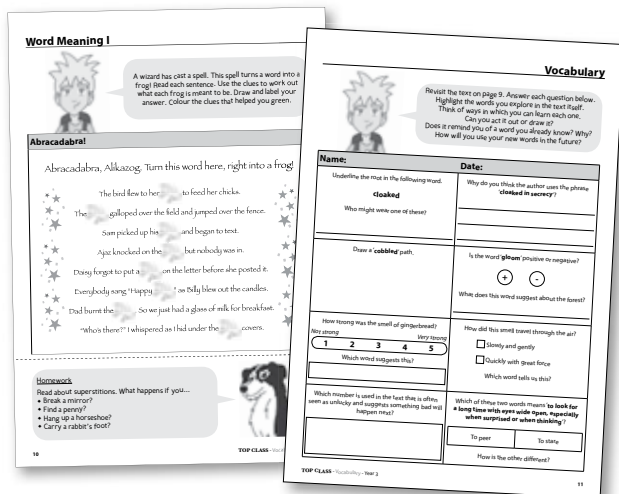 Word Meaning I
A wizard has cast a spell. This spell turns a word into a
frog! Read each sentence. Use the clues to work out
what each frog is meant to be. Draw and label your
answer. Colour the clues that helped you green.
Abracadabra!
Abracadabra, Alikazog, Turn this word here, right into a frog!
The bird flew to her to feed her chicks.
The galloped over the field and jumped over the fence.
Sam picked up his and began to text.
Ajaz knocked on the but nobody was in.
Daisy forgot to put a on the letter before she posted it.
Everybody sang "Happy " as Billy blew out the candles.
Dad burnt the . So we just had a glass of milk for breakfast.
"Who's there?" I whispered as I hid under the covers.
Homework
Read about superstitions. What happens if you...
• Break a mirror?
• Find a penny?
• Hang up a horseshoe?
• Carry a rabbit's foot?
10
TOP CLASS -
Vocabulary
Revisit the text on page 9. Answer each question below.
Highlight the words you explore in the text itself.
Think of ways in which you can learn each one.
Can you act it out or draw it?
Does it remind you of a word you already know? Why?
How will you use your new words in the future?
Name: Date:
Underline the root in the following word.
cloaked
Who might wear one of these?
Why do you think the author uses the phrase
'cloaked in secrecy'?
Draw a 'cobbled' path.
Is the word 'gloom' positive or negative?
+ -
What does this word suggest about the forest?
How strong was the smell of gingerbread?
Not strong Very strong
1 2 3 4 5
Which word suggests this?
How did this smell travel through the air?
Slowly and gently
Quickly with great force
Which word tells us this?
Which number is used in the text that is often
seen as unlucky and suggests something bad will
happen next?
Which of these two words means 'to look for
a long time with eyes wide open, especially
when surprised or when thinking'?
To peer To stare
How is the other different?
TOP CLASS - Vocabulary - Year 3
11